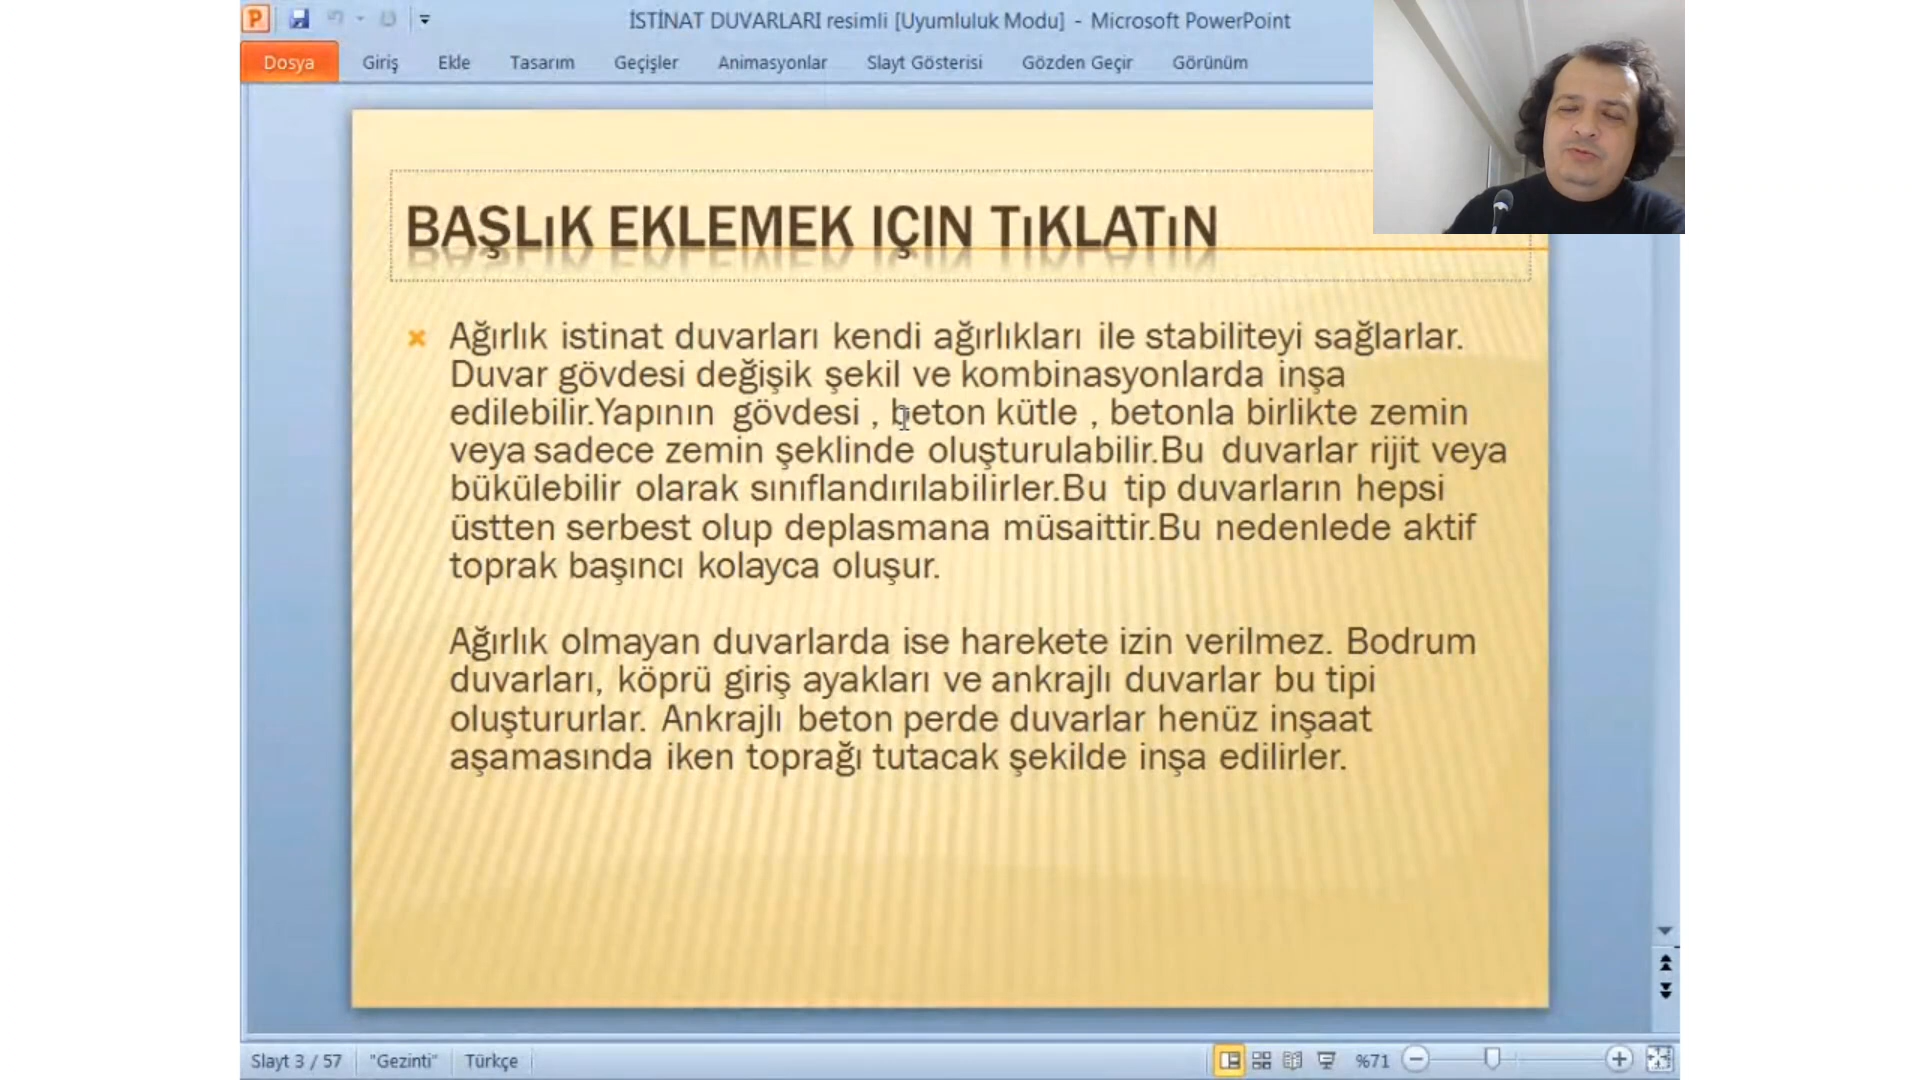 İSTİNAT DUVARLARI resimli [Uyumluluk Modu] - Microsoft PowerPoint
Dosya Giriş Ekle Tasarım Geçişler Animasyonlar Slayt Gösterisi Gözden Geçir Görünüm
BAŞLıK EKLEMEK IÇIN TıKLATıN
Ağırlık istinat duvarları kendi ağırlıkları ile stabiliteyi sağlarlar.
Duvar gövdesi değişik şekil ve kombinasyonlarda inşa
edilebilir.Yapının gövdesi , beton kütle , betonla birlikte zemin
veya sadece zemin şeklinde oluşturulabilir.Bu duvarlar rijit veya
bükülebilir olarak sınıflandırılabilirler.Bu tip duvarların hepsi
üstten serbest olup deplasmana müsaittir.Bu nedenlede aktif
toprak başıncı kolayca oluşur.
Ağırlık olmayan duvarlarda ise harekete izin verilmez. Bodrum
duvarları, köprü giriş ayakları ve ankrajlı duvarlar bu tipi
oluştururlar. Ankrajlı beton perde duvarlar henüz inşaat
aşamasında iken toprağı tutacak şekilde inşa edilirler.
Slayt 3 / 57 "Gezinti" Türkçe %71